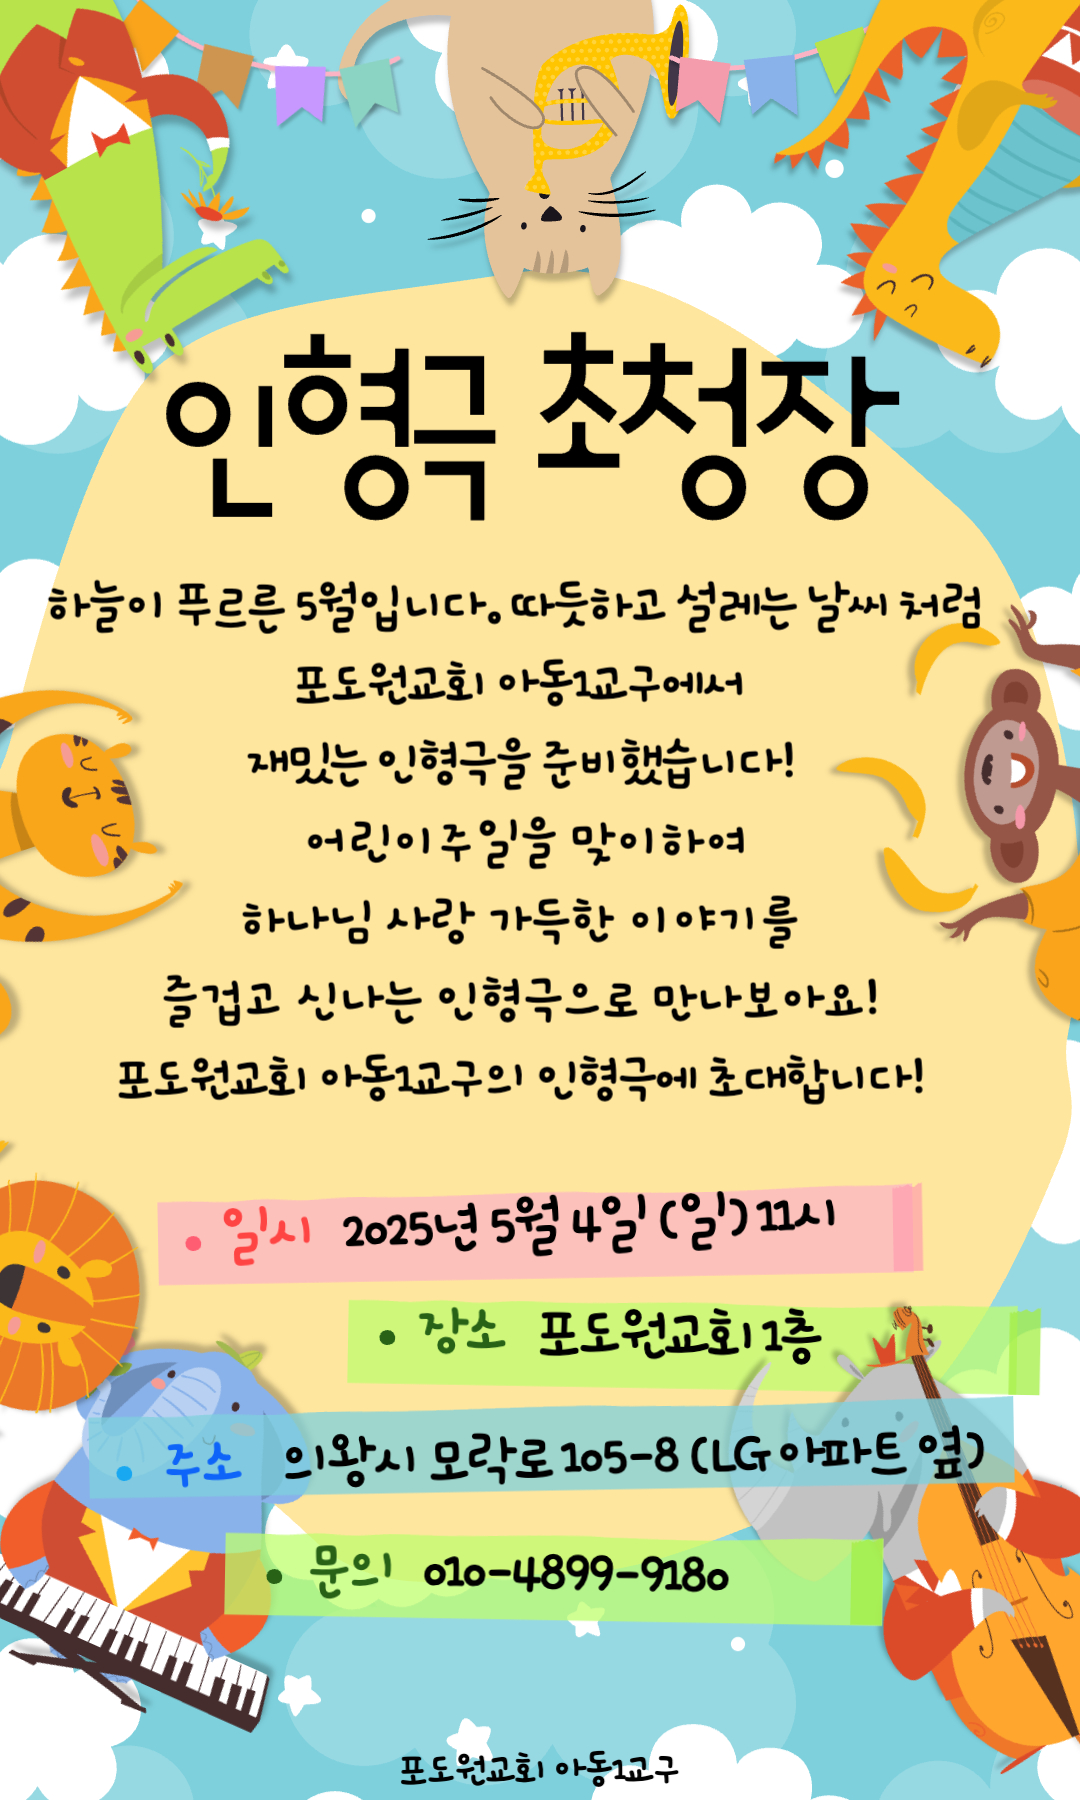 인형극 초청장
하늘이 푸르른 5월입니다. 따듯하고 설레는 날씨 처럼
포도원교회 아동1교구에서
재밌는 인형극을 준비했습니다!
어린이주일을 맞이하여
하나님 사랑 가득한 이야기를
즐겁고 신나는 인형극으로 만나보아요!
포도원교회 아동1교구의 인형극에 초대합니다!
• 일시 2025년 5월 4일 (일) 11시
• 장소 포도원교회 1층
• 주소 의왕시 모락로 105-8 (LG 아파트 옆)
• 문의 010-4899-9180
포도원교회 아동1교구